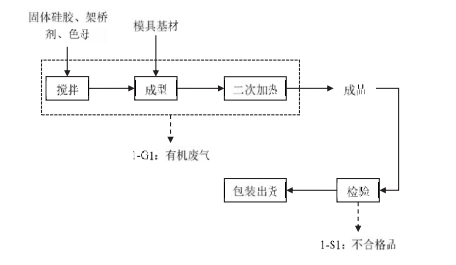 固体硅胶、架桥
剂、色母
模具基材
搅拌
成型
二次加热
成品
1-G1：有机废气
包装出货
检验
1-S1：不合格品